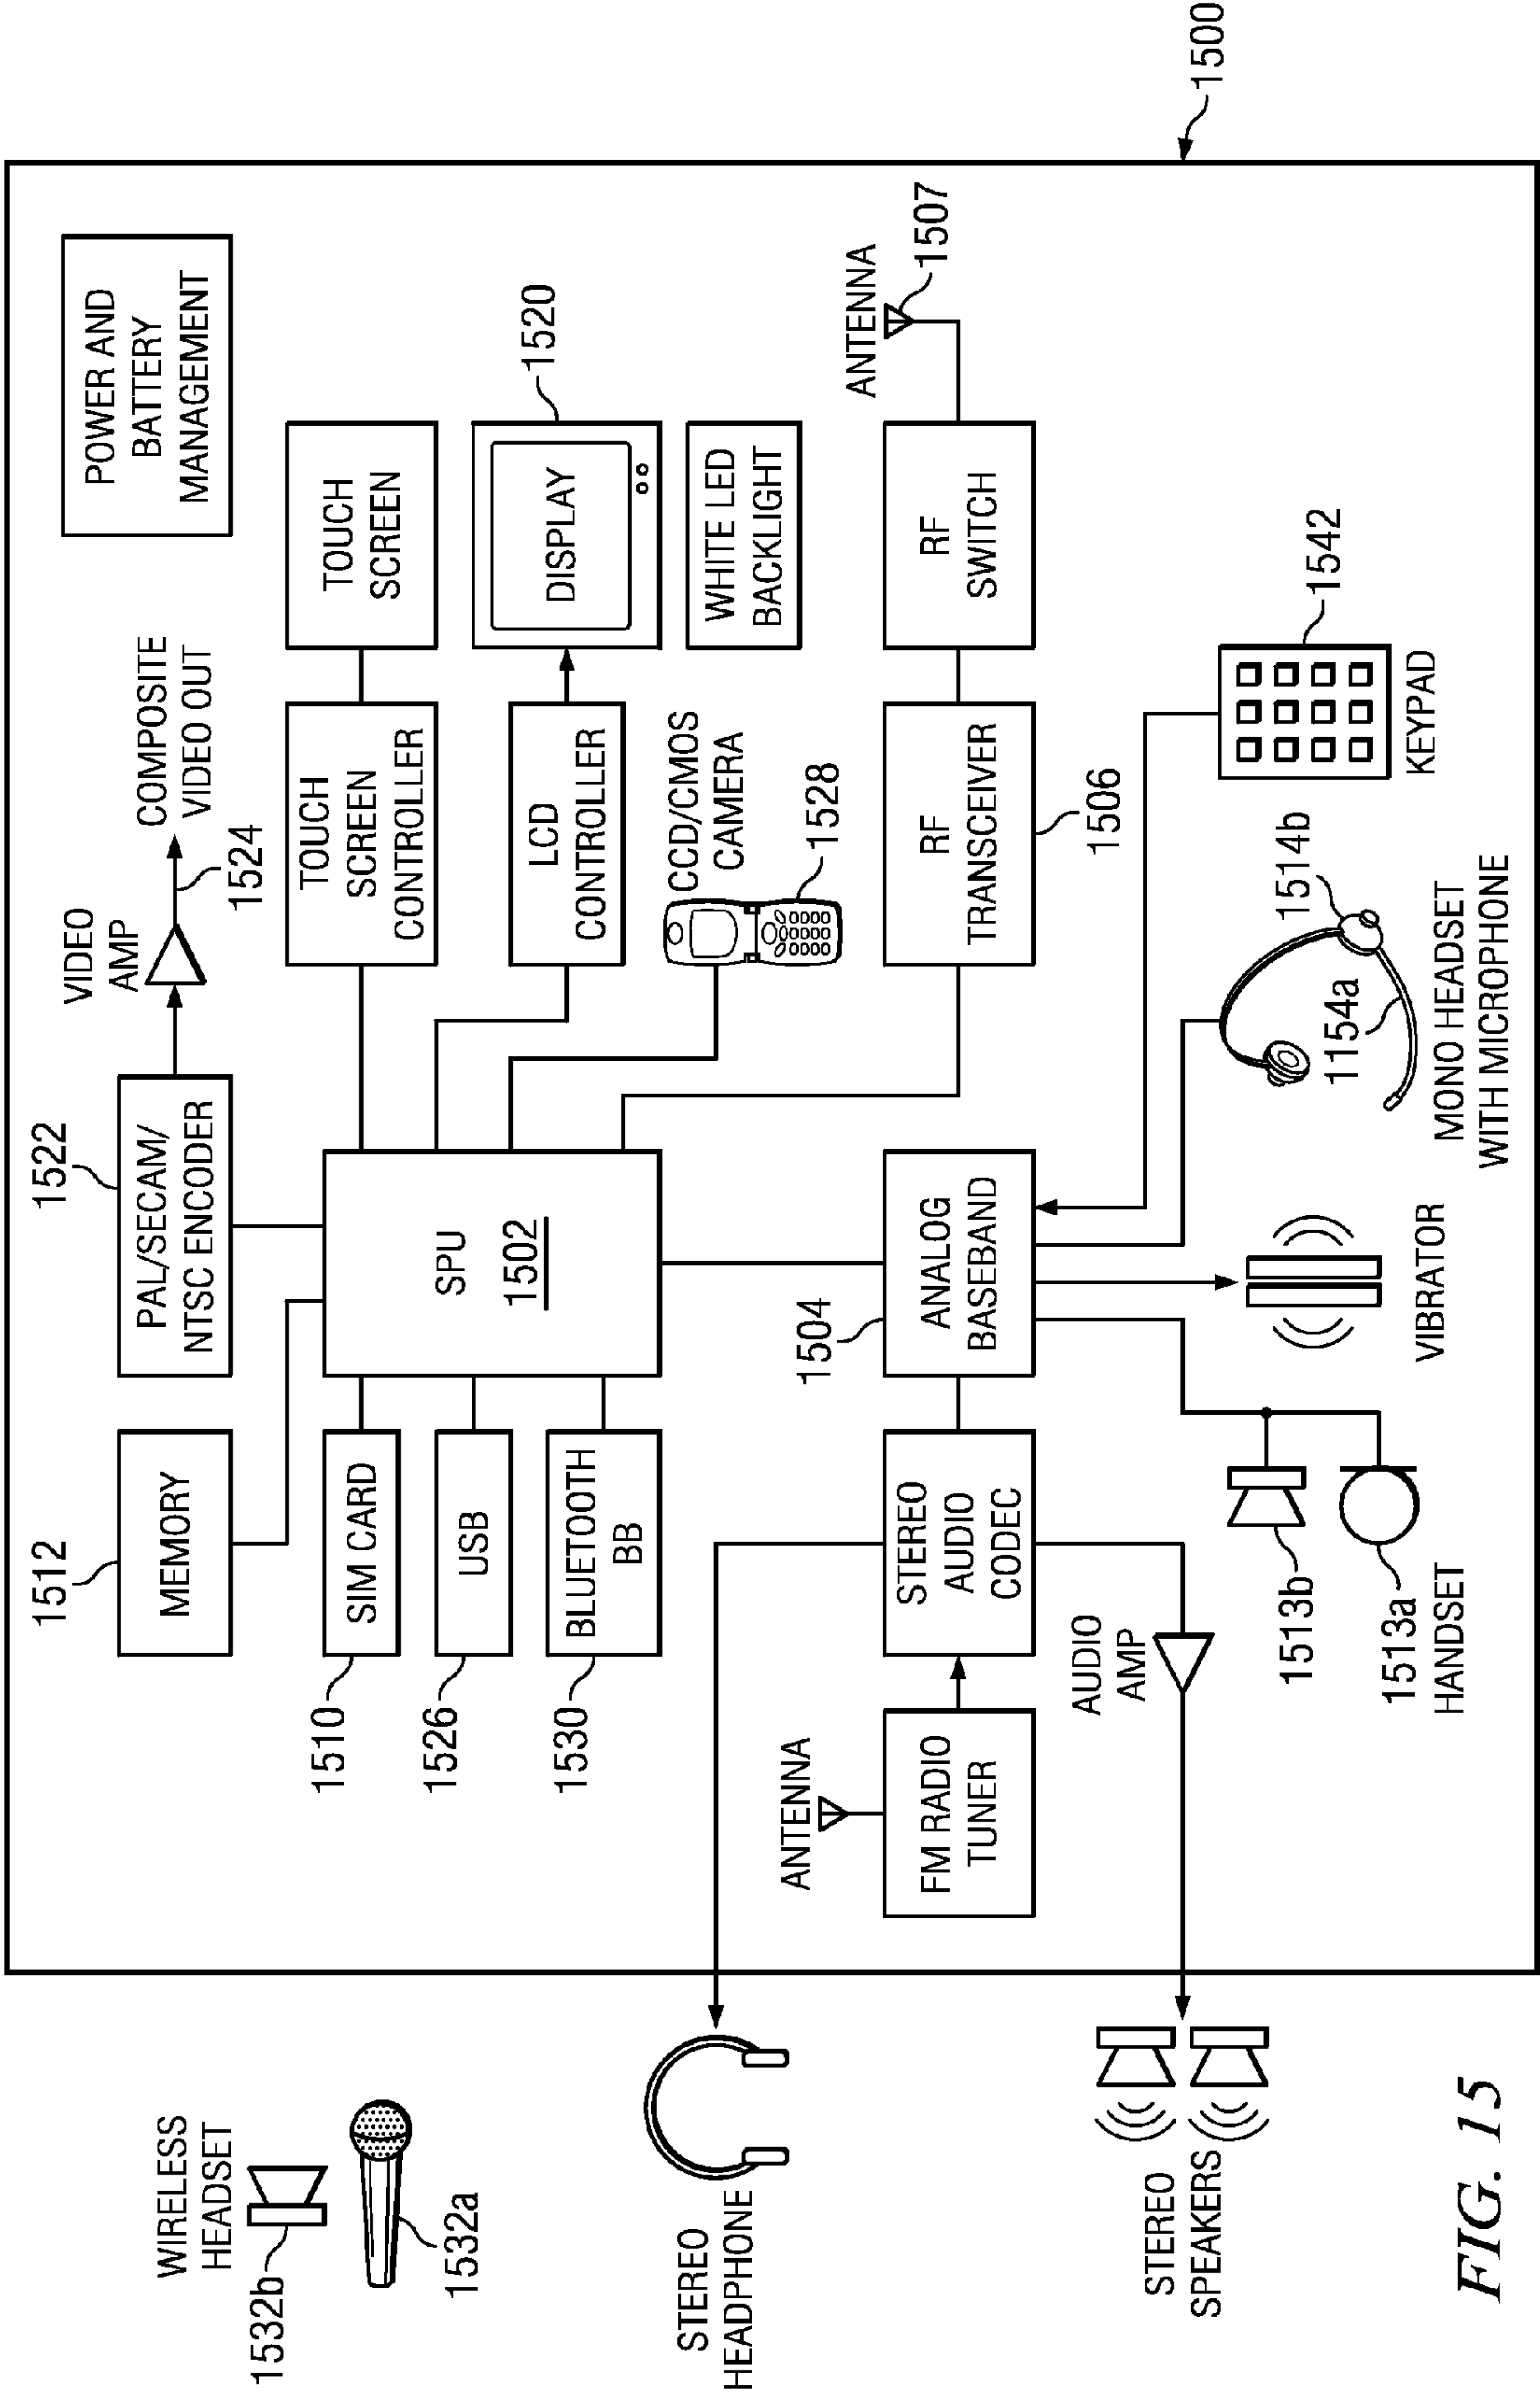 1500
POWER AND
BATTERY
MANAGEMENT
COMPOSITE
VIDEO OUT
VIDEO
AMP
1524
1522
PAL/SECAM/
NTSC ENCODER
1512
MEMORY
TOUCH
SCREEN
TOUCH
SCREEN
CONTROLLER
1520
DISPLAY
LCD
CONTROLLER
WHITE LED
BACKLIGHT
CCD/CMOS
CAMERA
1528
SPU
1502
SIM CARD
1510
USB
1526
BLUETOOTH
BB
1530
ANTENNA
1507
RF
SWITCH
RF
TRANSCEIVER
1506
1504
ANALOG
BASEBAND
STEREO
AUDIO
CODEC
ANTENNA
FM RADIO
TUNER
AUDIO
AMP
1542
KEYPAD
1514b
1154a
MONO HEADSET
WITH MICROPHONE
VIBRATOR
1513b
1513a
HANDSET
WIRELESS
HEADSET
1532b
1532a
STEREO
HEADPHONE
STEREO
SPEAKERS
FIG. 15